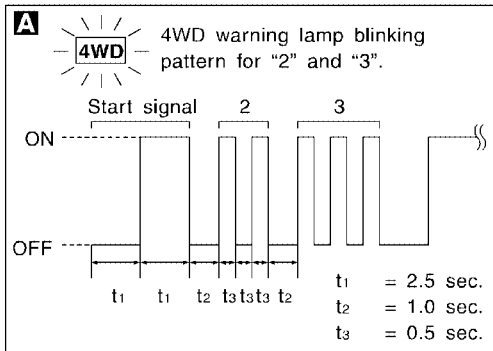 A
4WD
4WD warning lamp blinking
pattern for “2” and “3”.
Start signal 2 3
ON
OFF
t1 t1 t2 t3 t3 t3 t2
t1 = 2.5 sec.
t2 = 1.0 sec.
t3 = 0.5 sec.